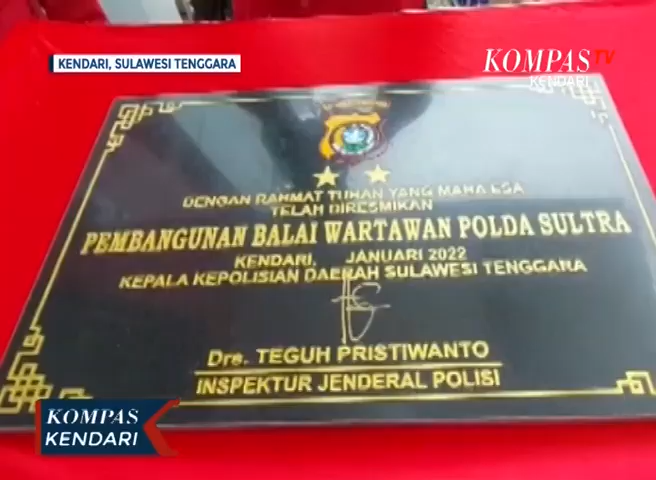 KENDARI, SULAWESI TENGGARA
KOMPAS TV
KENDARI
DENGAN RAHMAT TUHAN YANG MAHA ESA
TELAH DIRESMIKAN
PEMBANGUNAN BALAI WARTAWAN POLDA SULTRA
KENDARI, JANUARI 2022
KEPALA KEPOLISIAN DAERAH SULAWESI TENGGARA
Drs. TEGUH PRISTIWANTO
INSPEKTUR JENDERAL POLISI
KOMPAS
KENDARI